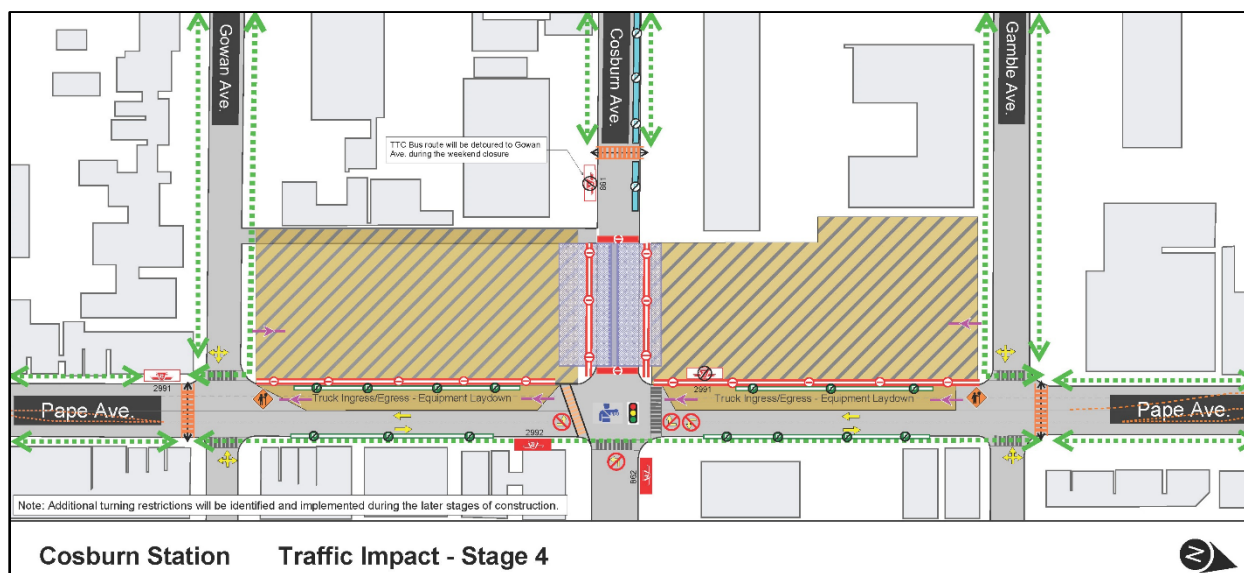 Gowan Ave.
Cosburn Ave.
Gamble Ave.
TTC Bus route will be detoured to Gowan
Ave. during the weekend closure
881
2991
2991
Truck Ingress/Egress - Equipment Laydown
Truck Ingress/Egress - Equipment Laydown
Pape Ave.
Pape Ave.
2992
862
Note: Additional turning restrictions will be identified and implemented during the later stages of construction.
Cosburn Station Traffic Impact - Stage 4
N